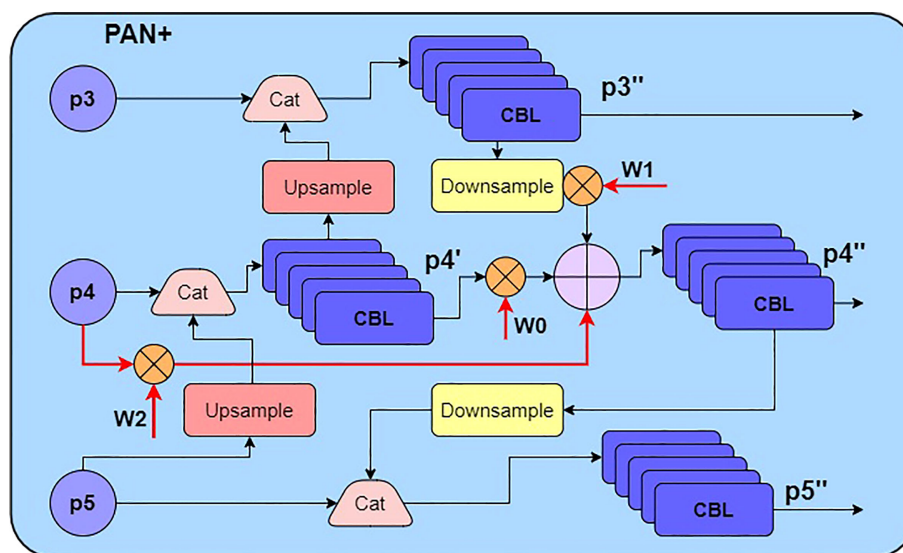 PAN+
p3
Cat
CBL
p3''
Upsample
Downsample
W1
p4
Cat
CBL
p4'
W0
CBL
p4''
W2
Upsample
Downsample
p5
Cat
CBL
p5''